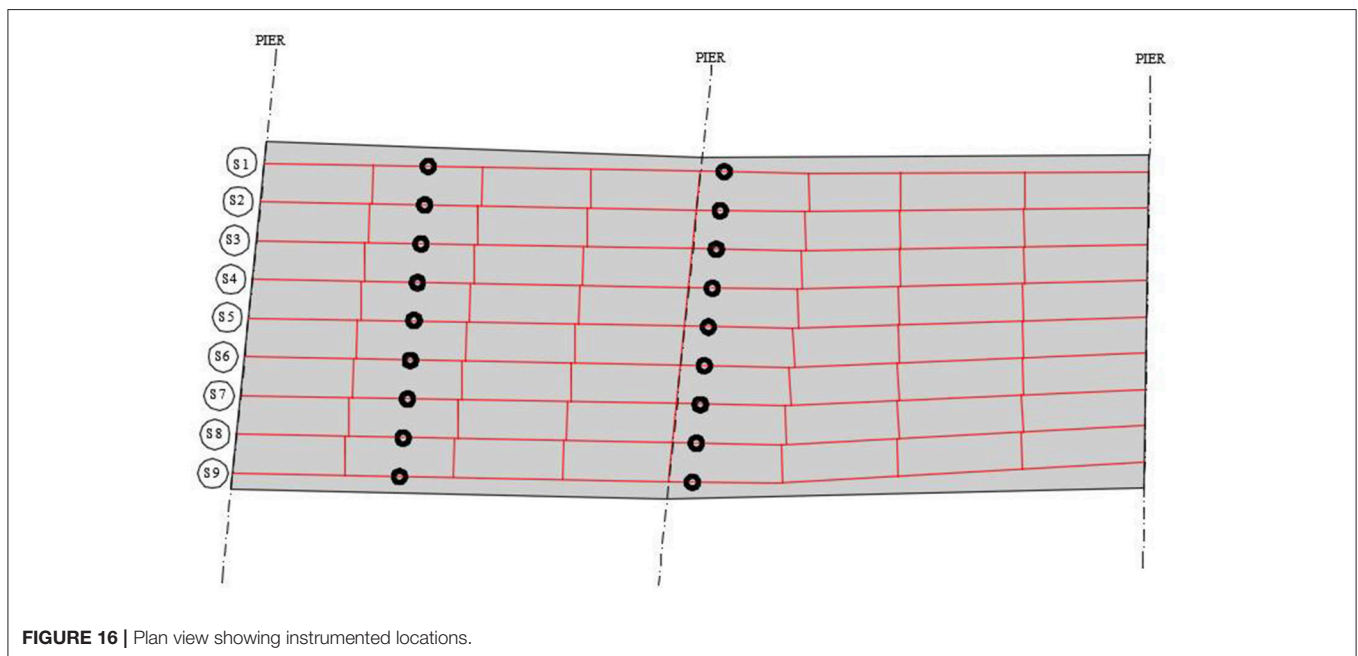 PIER
PIER
PIER
S1
S2
S3
S4
S5
S6
S7
S8
S9
FIGURE 16 | Plan view showing instrumented locations.